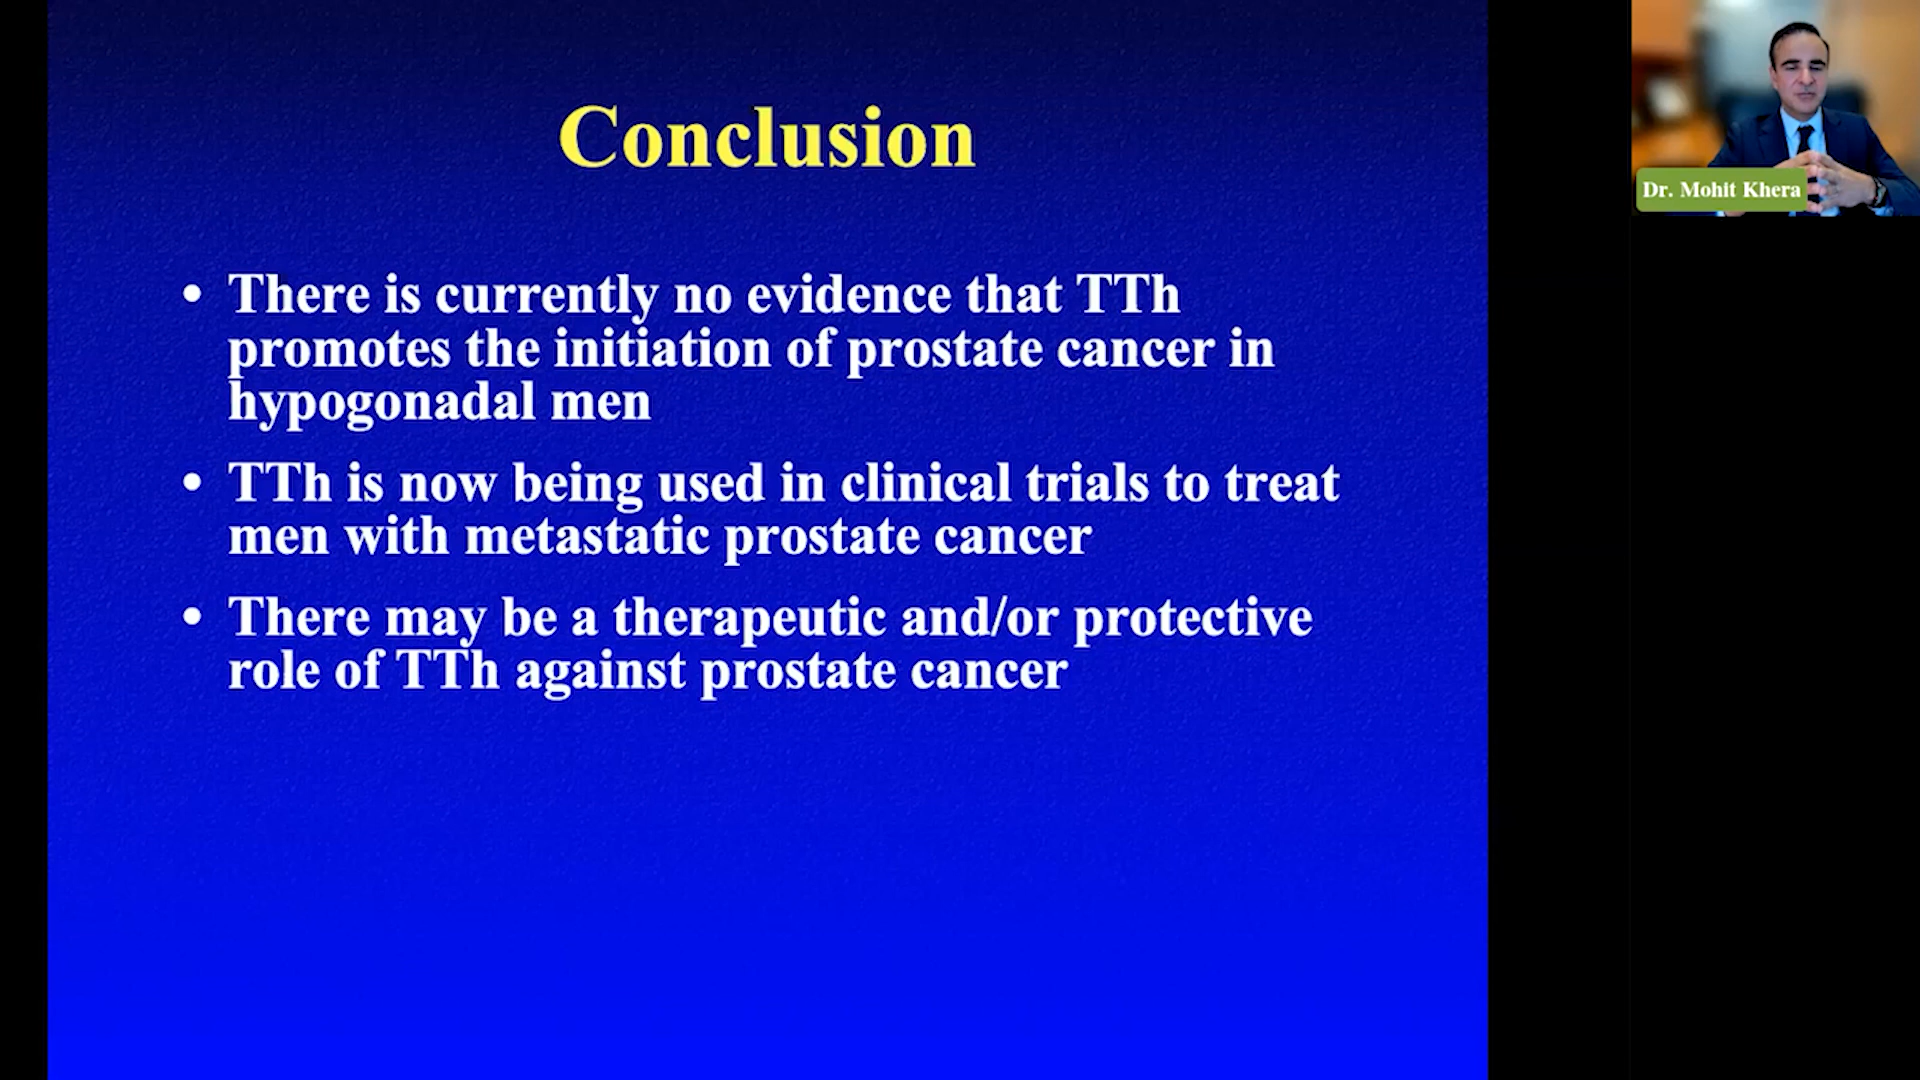 Conclusion
• There is currently no evidence that TTh
promotes the initiation of prostate cancer in
hypogonadal men
• TTh is now being used in clinical trials to treat
men with metastatic prostate cancer
• There may be a therapeutic and/or protective
role of TTh against prostate cancer
Dr. Mohit Khera